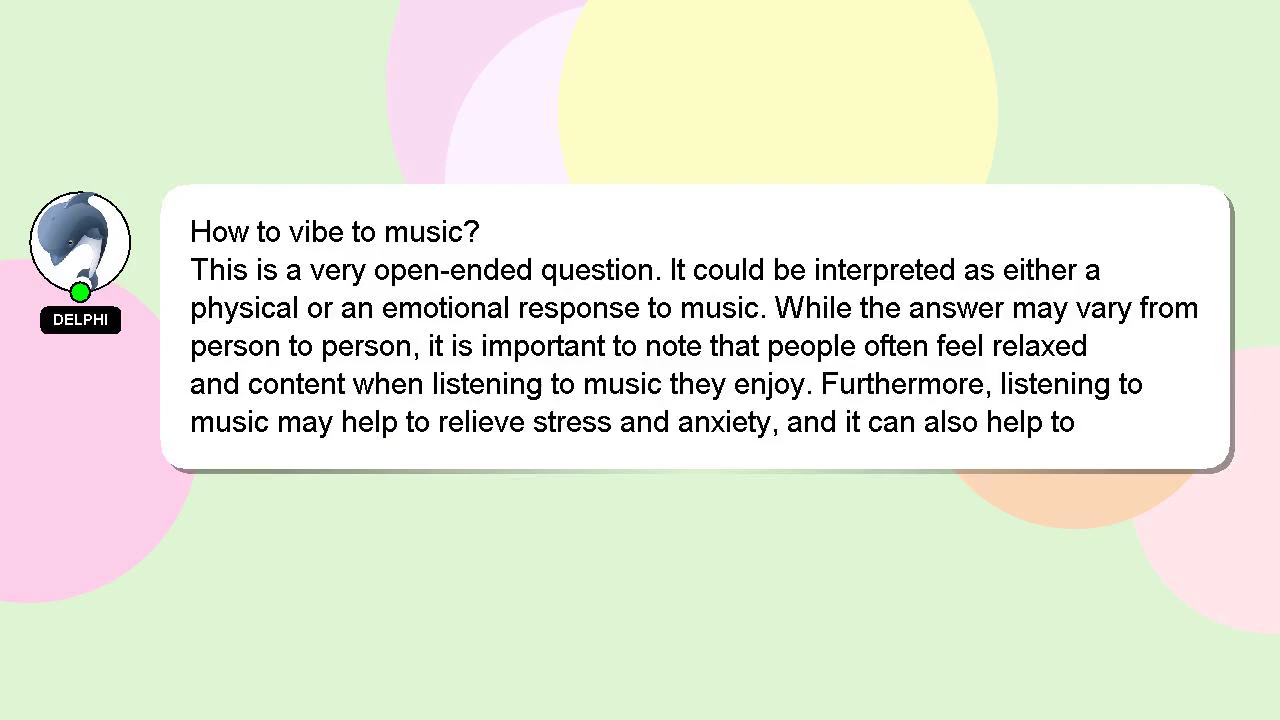 How to vibe to music?
This is a very open-ended question. It could be interpreted as either a
physical or an emotional response to music. While the answer may vary from
person to person, it is important to note that people often feel relaxed
and content when listening to music they enjoy. Furthermore, listening to
music may help to relieve stress and anxiety, and it can also help to
DELPHI